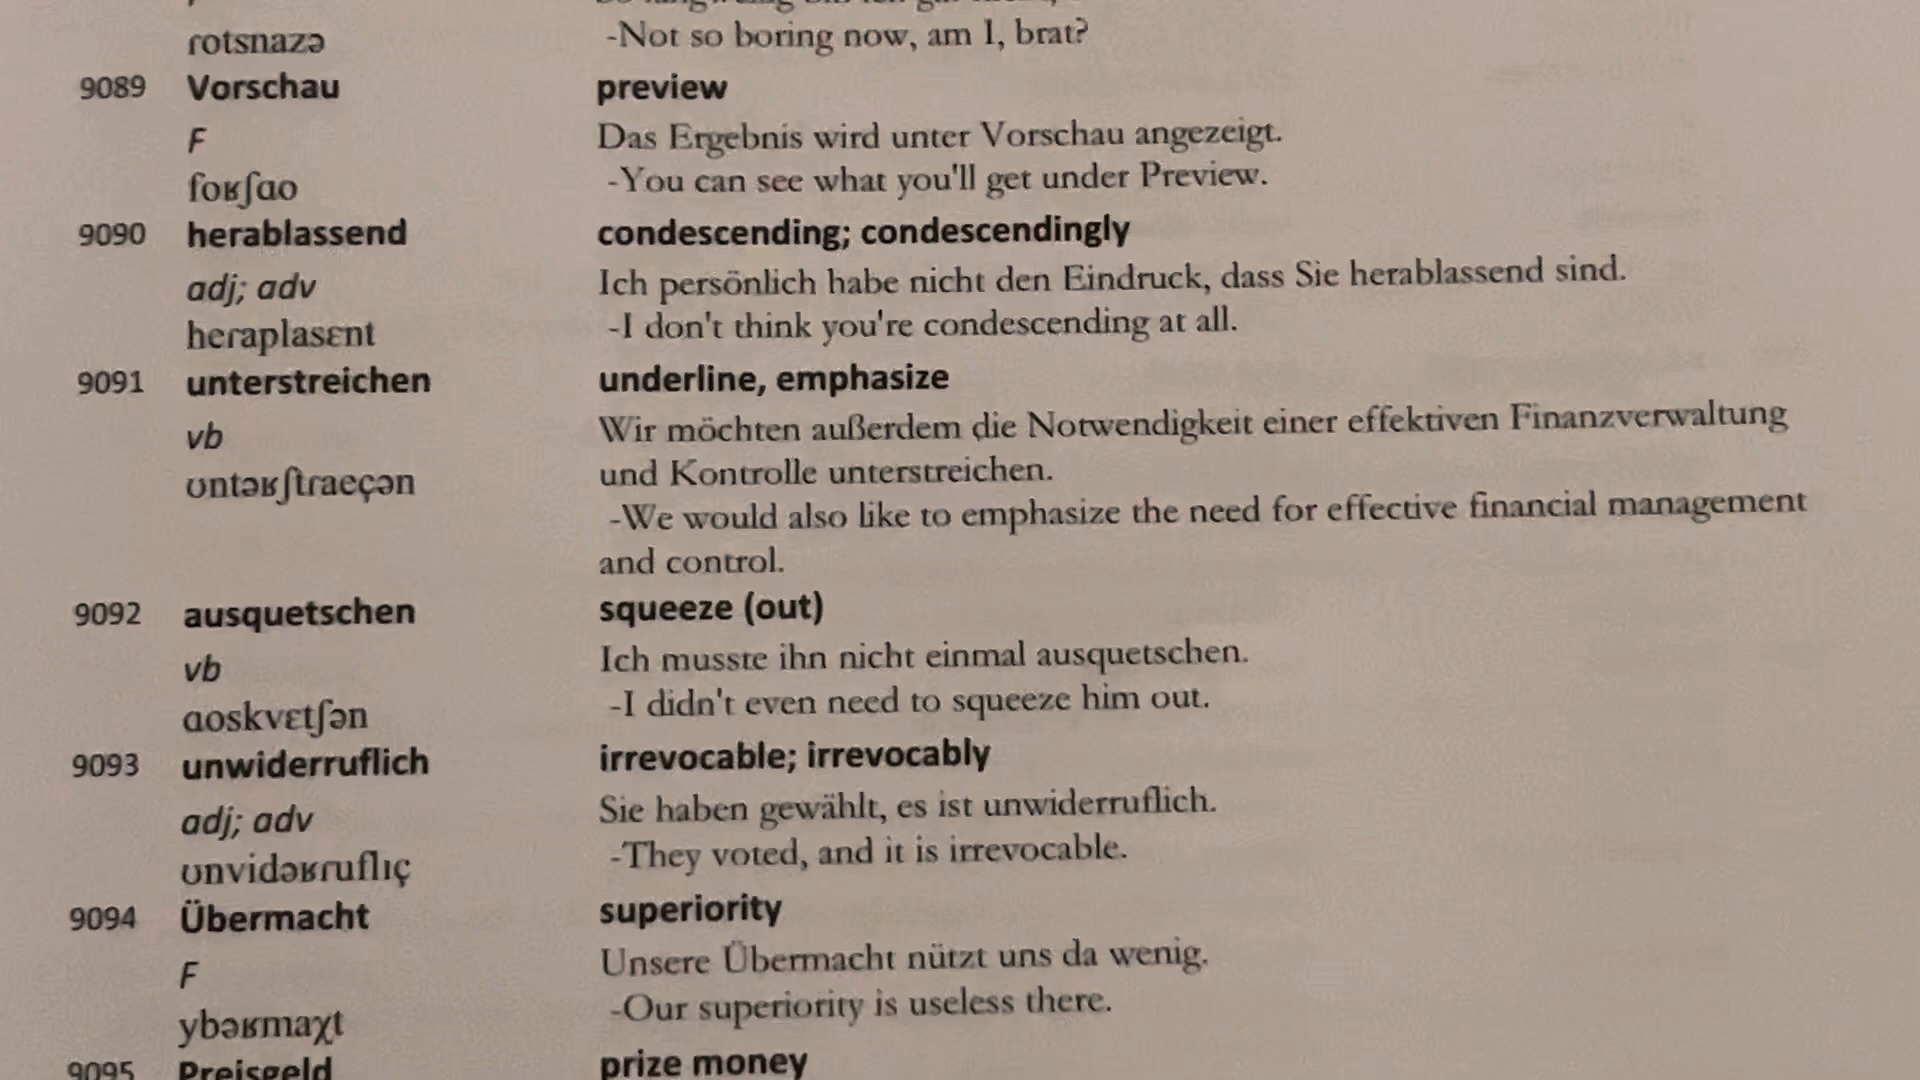 rotsnazə -Not so boring now, am I, brat?
9089 Vorschau preview
F Das Ergebnis wird unter Vorschau angezeigt.
foʁʃɑo -You can see what you'll get under Preview.
9090 herablassend condescending; condescendingly
adj; adv Ich persönlich habe nicht den Eindruck, dass Sie herablassend sind.
heraplasɛnt -I don't think you're condescending at all.
9091 unterstreichen underline, emphasize
vb Wir möchten außerdem die Notwendigkeit einer effektiven Finanzverwaltung
ʊntəʁʃtraeçən und Kontrolle unterstreichen.
-We would also like to emphasize the need for effective financial management
and control.
9092 ausquetschen squeeze (out)
vb Ich musste ihn nicht einmal ausquetschen.
ɑoskvɛtʃən -I didn't even need to squeeze him out.
9093 unwiderruflich irrevocable; irrevocably
adj; adv Sie haben gewählt, es ist unwiderruflich.
ʊnvidəʁruflıç -They voted, and it is irrevocable.
9094 Übermacht superiority
F Unsere Übermacht nützt uns da wenig.
ybəʁmaχt -Our superiority is useless there.
9095 Preisgeld prize money